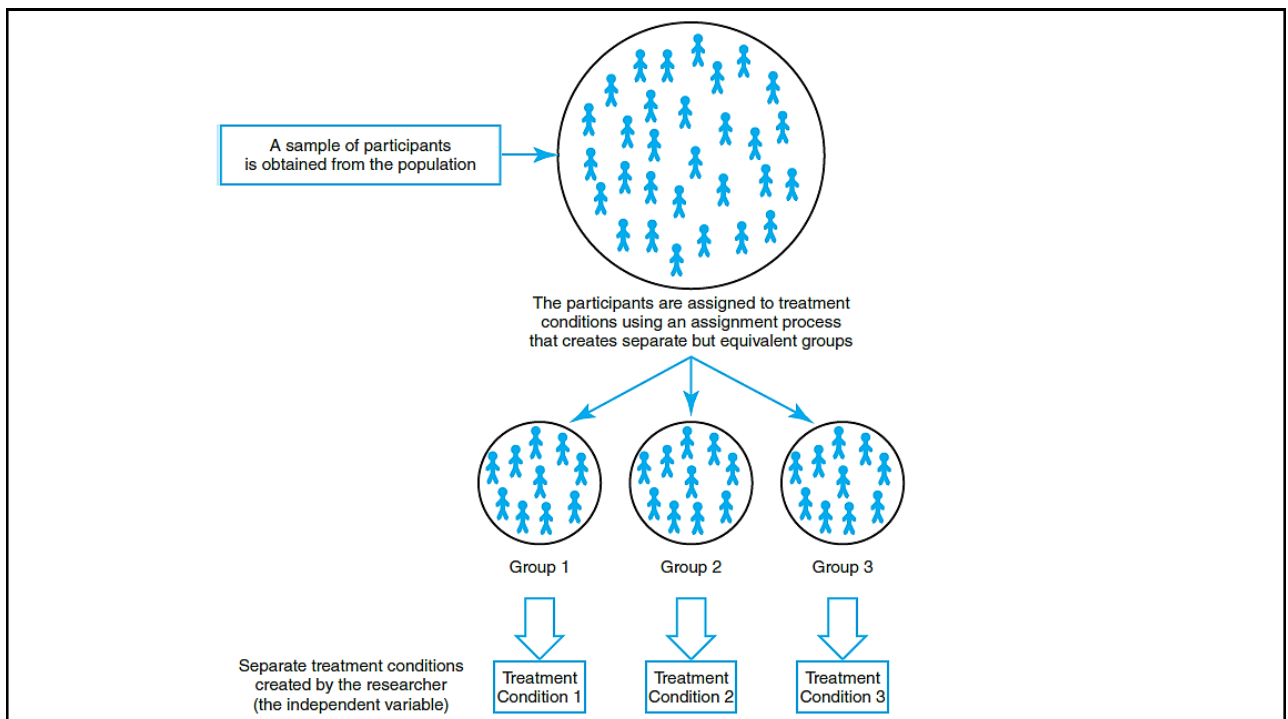 A sample of participants
is obtained from the population
The participants are assigned to treatment
conditions using an assignment process
that creates separate but equivalent groups
Group 1
Group 2
Group 3
Separate treatment conditions
created by the researcher
(the independent variable)
Treatment
Condition 1
Treatment
Condition 2
Treatment
Condition 3